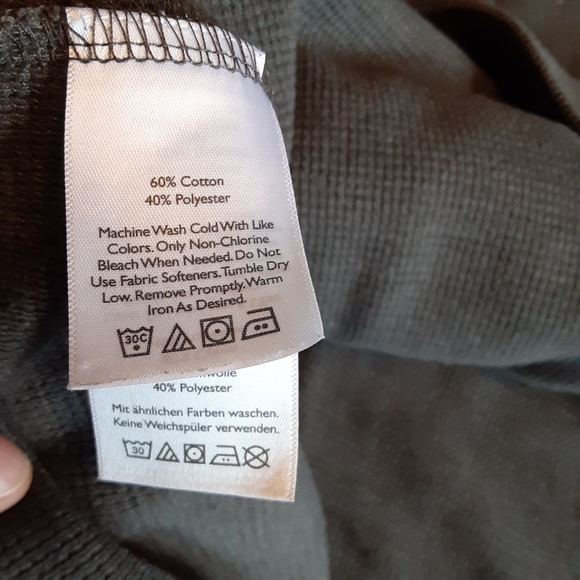 60% Cotton
40% Polyester
Machine Wash Cold With Like
Colors. Only Non-Chlorine
Bleach When Needed. Do Not
Use Fabric Softeners. Tumble Dry
Low. Remove Promptly. Warm
Iron As Desired.
30C
40% Polyester
Mit ähnlichen Farben waschen.
Keine Weichspüler verwenden.
30